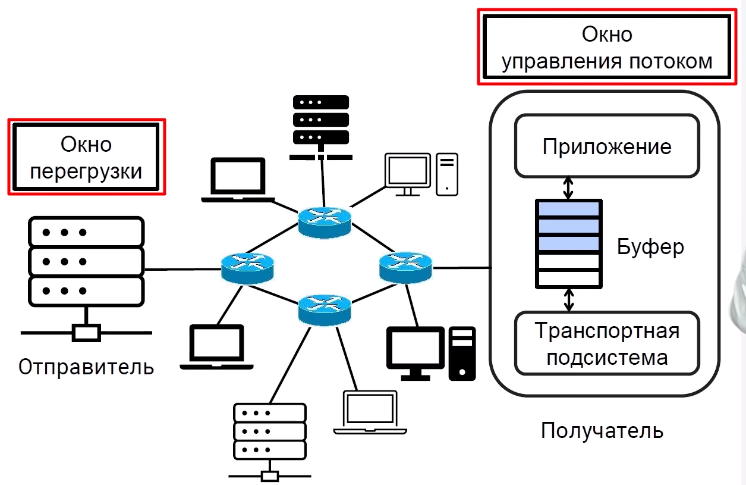 Окно
управления потоком
Окно
перегрузки
Приложение
Буфер
Транспортная
подсистема
Отправитель
Получатель